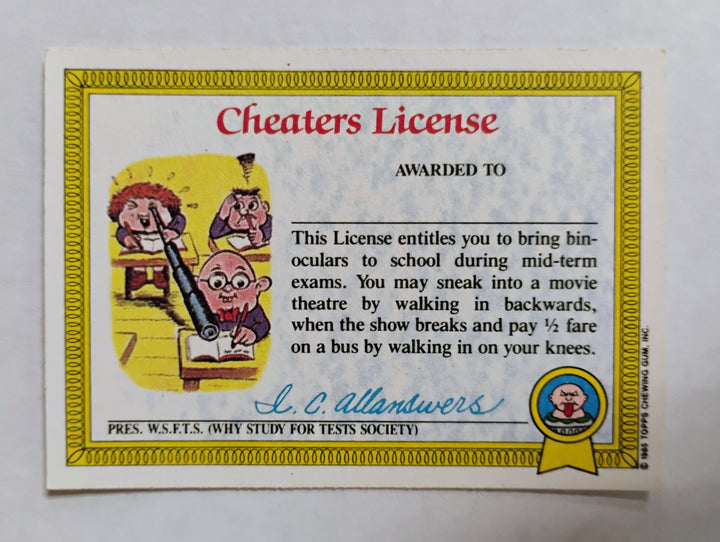 Cheaters License
AWARDED TO
This License entitles you to bring bin-
oculars to school during mid-term
exams. You may sneak into a movie
theatre by walking in backwards,
when the show breaks and pay ½ fare
on a bus by walking in on your knees.
I. C. Allanswers
PRES. W.S.F.T.S. (WHY STUDY FOR TESTS SOCIETY)
© 1985 TOPPS CHEWING GUM, INC.